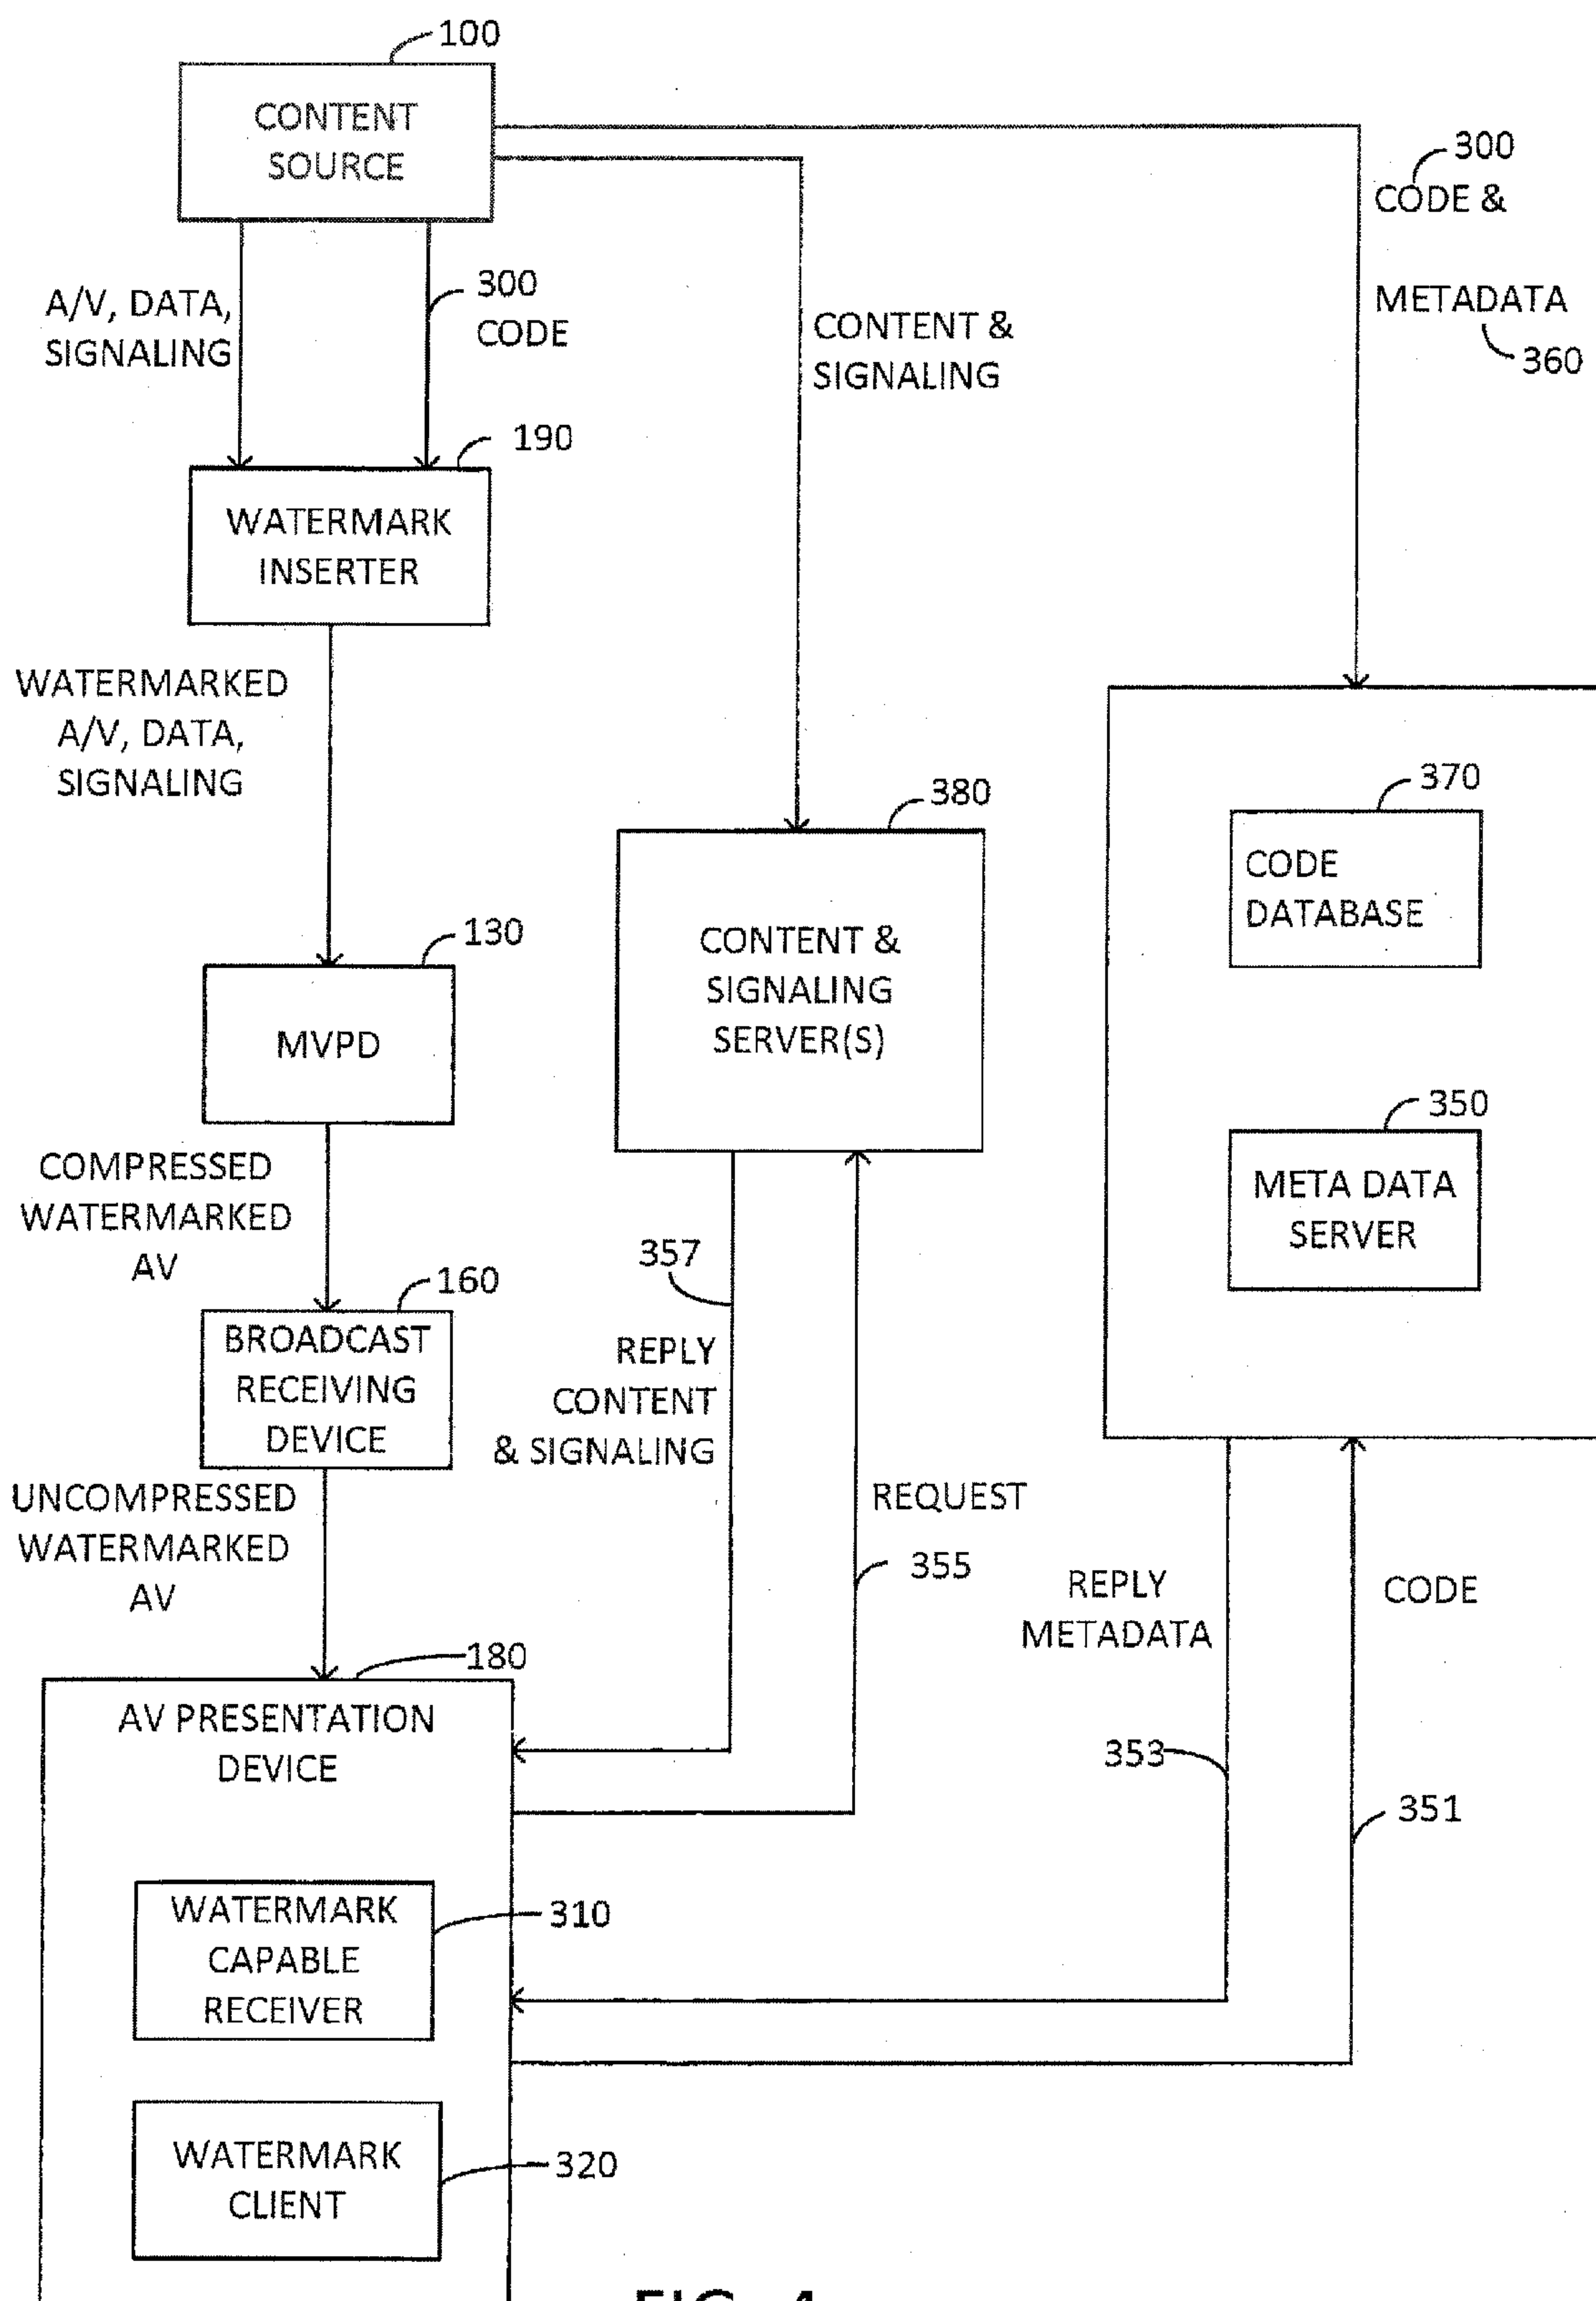 100
CONTENT
SOURCE
300
CODE &
METADATA
360
A/V, DATA,
SIGNALING
300
CODE
CONTENT &
SIGNALING
190
WATERMARK
INSERTER
WATERMARKED
A/V, DATA,
SIGNALING
380
CONTENT &
SIGNALING
SERVER(S)
370
CODE
DATABASE
130
MVPD
350
META DATA
SERVER
COMPRESSED
WATERMARKED
AV
160
BROADCAST
RECEIVING
DEVICE
357
REPLY
CONTENT
& SIGNALING
REQUEST
355
UNCOMPRESSED
WATERMARKED
AV
REPLY
METADATA
CODE
353
351
180
AV PRESENTATION
DEVICE
WATERMARK
CAPABLE
RECEIVER
310
WATERMARK
CLIENT
320